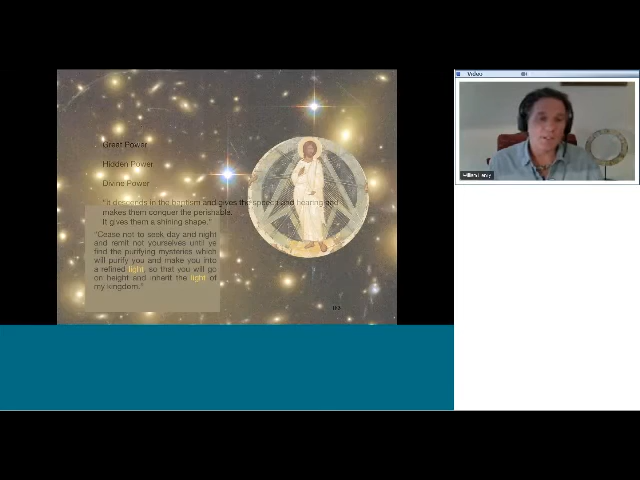 Video
Great Power
Hidden Power
Divine Power
"It descends in the baptism and gives the speech and hearing and
makes them conquer the perishable.
It gives them a shining shape."
"Cease not to seek day and night
and remit not yourselves until ye
find the purifying mysteries which
will purify you and make you into
a refined light, so that you will go
on height and inherit the light of
my kingdom."
William Henry